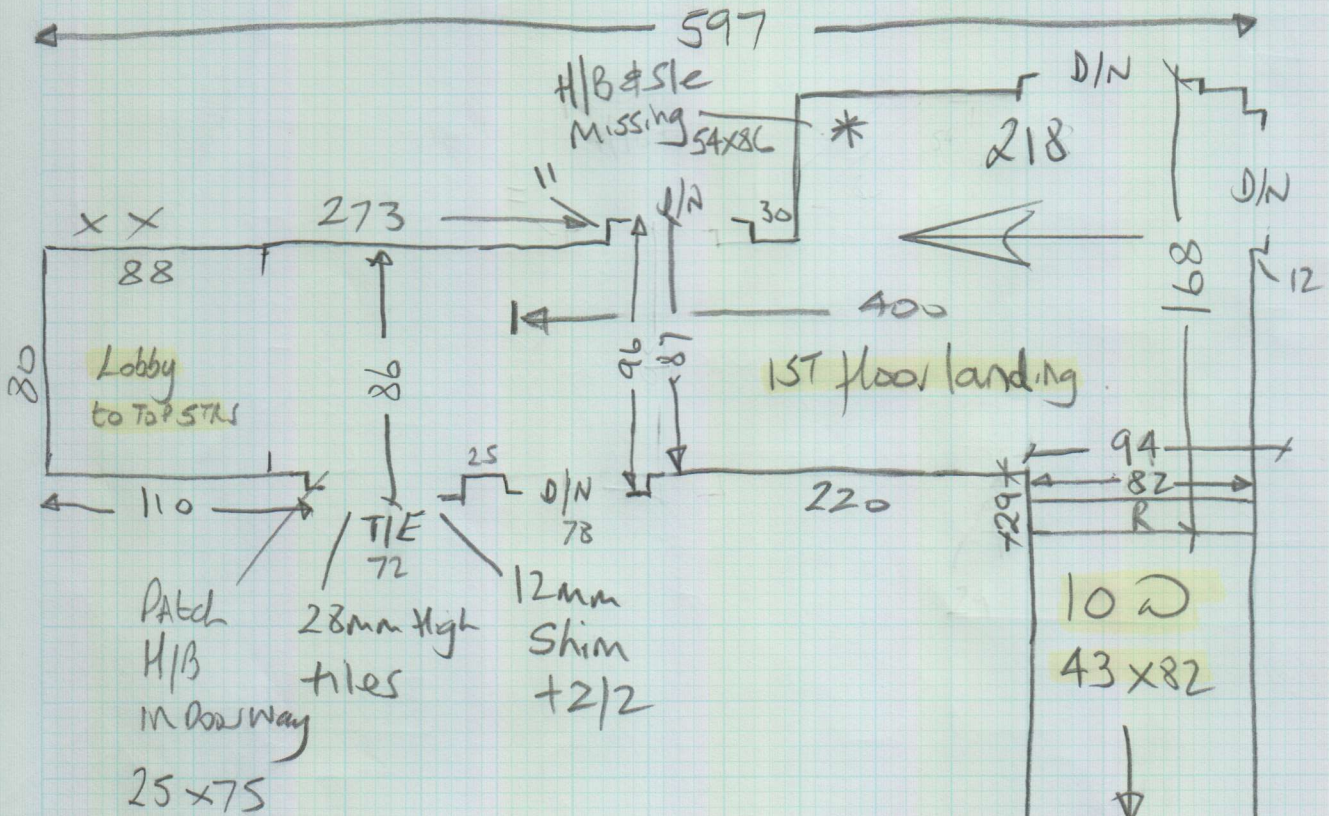 597
H/B & S/E
Missing
54x86
*
D/N
218
D/N
x x
273
11
30
88
168
12
400
80
Lobby
to TOP STRS
86
96
87
1ST floor landing
94
82
R
25
D/N
78
110
T/E
72
220
+29
Patch
H/B
in Doorway
25x75
28mm High
tiles
12mm
Shim
+2/2
10
43x82